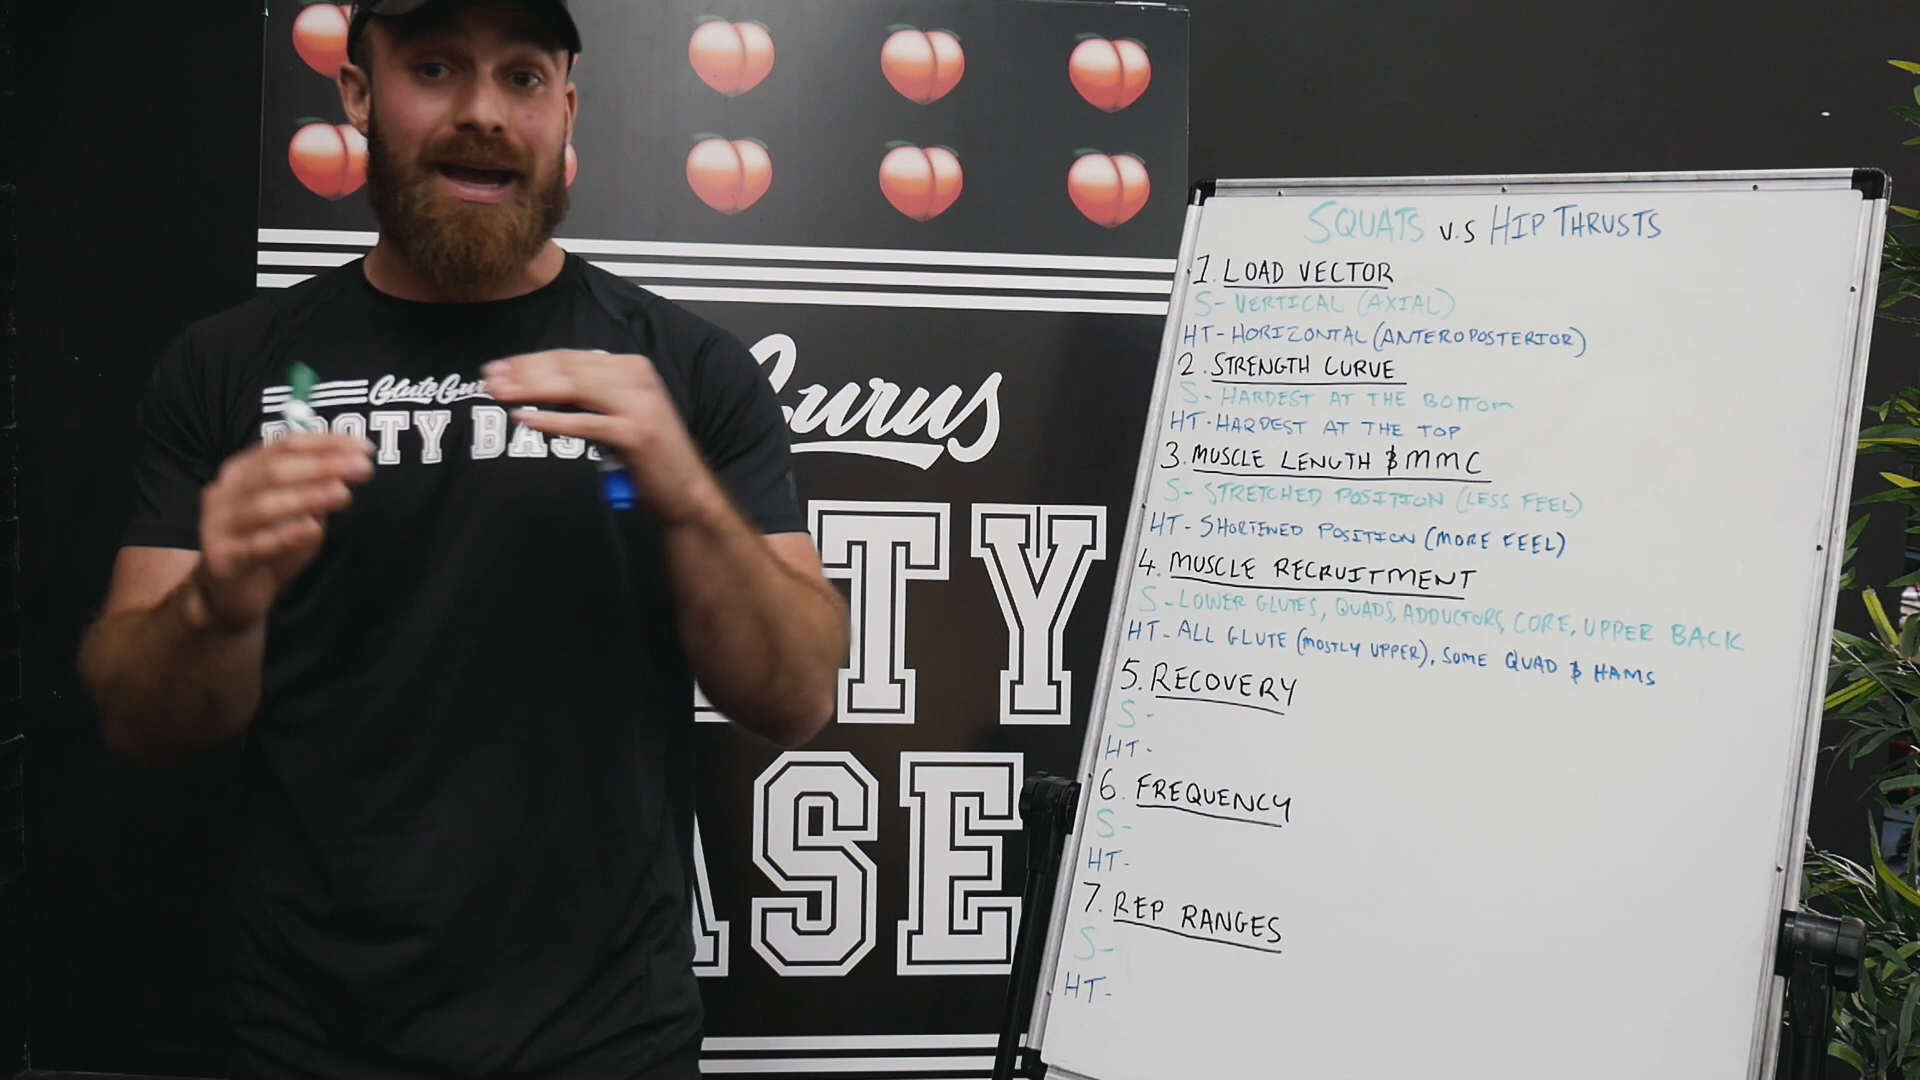 GluteGu
BOOTY BAS
Gurus
TY
ASE
SQUATS V.S HIP THRUSTS
1. LOAD VECTOR
S- VERTICAL (AXIAL)
HT- HORIZONTAL (ANTEROPOSTERIOR)
2. STRENGTH CURVE
S- HARDEST AT THE BOTTOM
HT- HARDEST AT THE TOP
3. MUSCLE LENGTH & MMC
S- STRETCHED POSITION (LESS FEEL)
HT- SHORTENED POSITION (MORE FEEL)
4. MUSCLE RECRUITMENT
S- LOWER GLUTES, QUADS, ADDUCTORS, CORE, UPPER BACK
HT- ALL GLUTE (MOSTLY UPPER), SOME QUAD & HAMS
5. RECOVERY
S-
HT-
6. FREQUENCY
S-
HT-
7. REP RANGES
S-
HT-